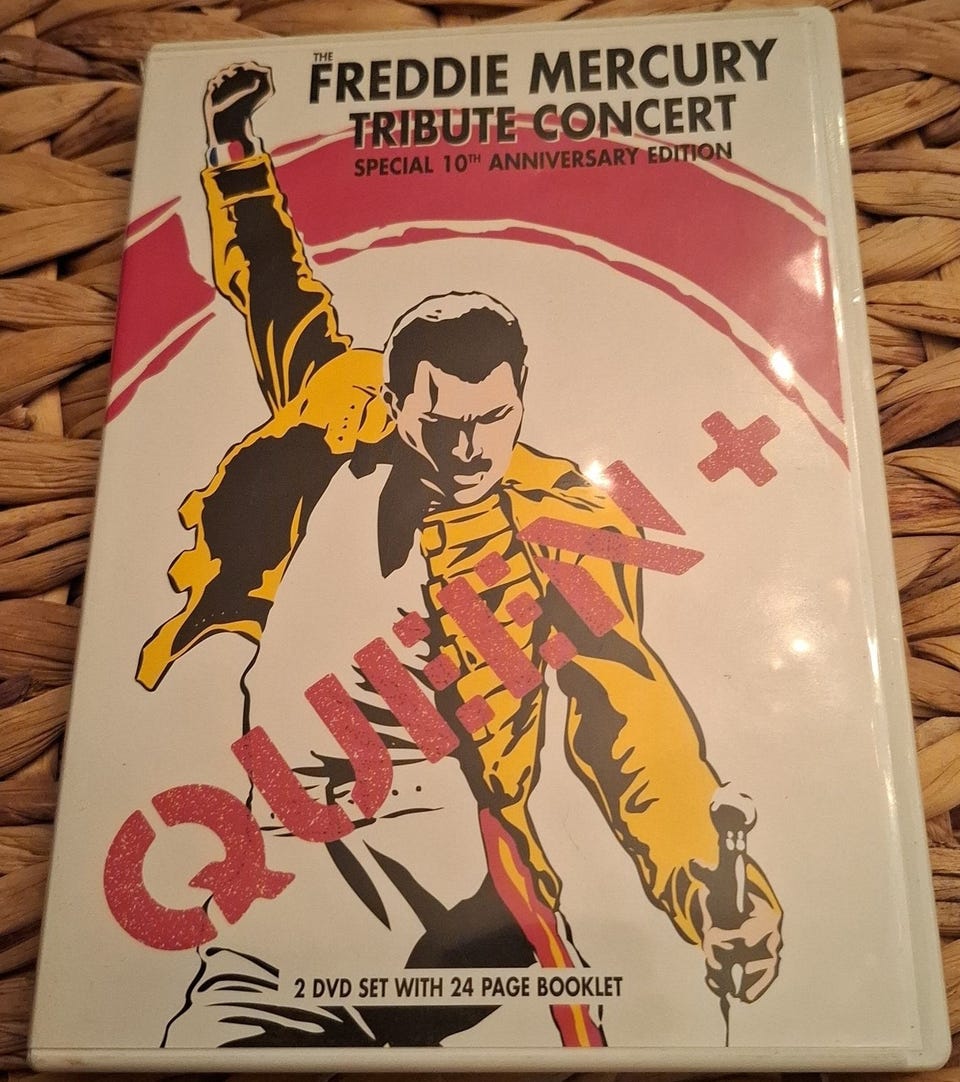 THE
FREDDIE MERCURY
TRIBUTE CONCERT
SPECIAL 10TH ANNIVERSARY EDITION
QUEEN +
2 DVD SET WITH 24 PAGE BOOKLET